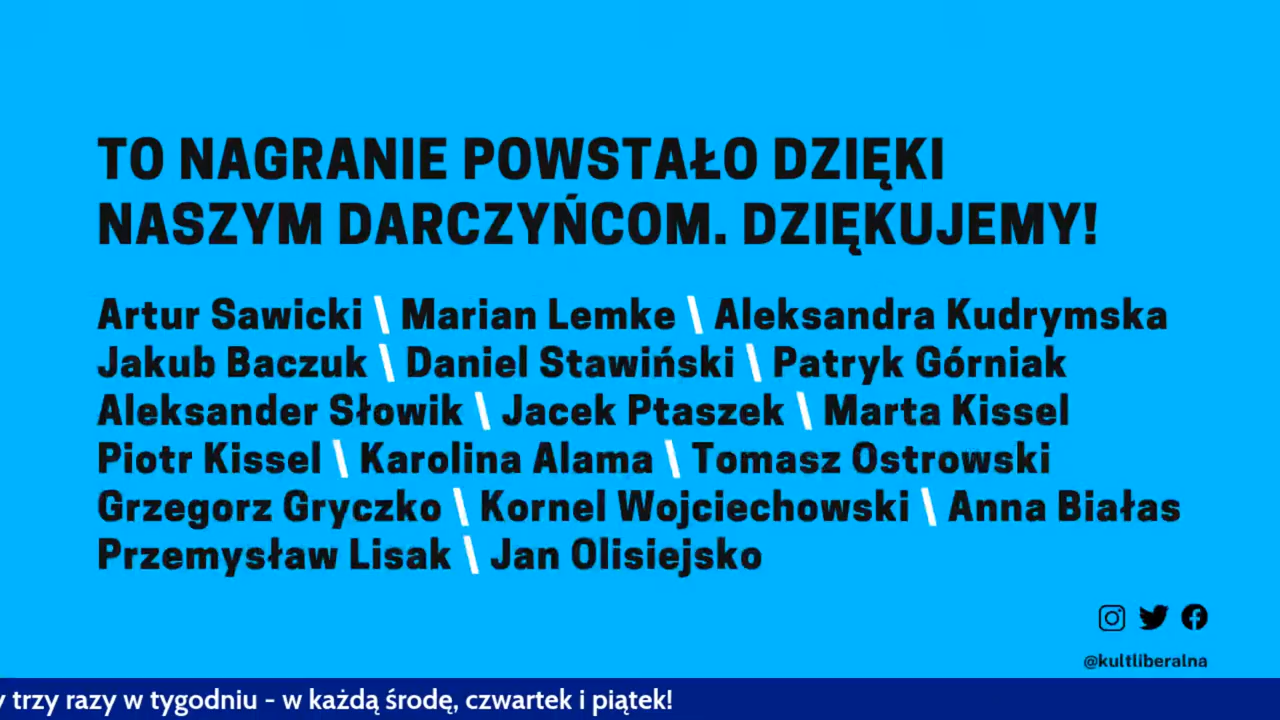 TO NAGRANIE POWSTAŁO DZIĘKI
NASZYM DARCZYŃCOM. DZIĘKUJEMY!
Artur Sawicki \ Marian Lemke \ Aleksandra Kudrymska
Jakub Baczuk \ Daniel Stawiński \ Patryk Górniak
Aleksander Słowik \ Jacek Ptaszek \ Marta Kissel
Piotr Kissel \ Karolina Alama \ Tomasz Ostrowski
Grzegorz Gryczko \ Kornel Wojciechowski \ Anna Białas
Przemysław Lisak \ Jan Olisiejsko
@kultliberalna
trzy razy w tygodniu - w każdą środę, czwartek i piątek!